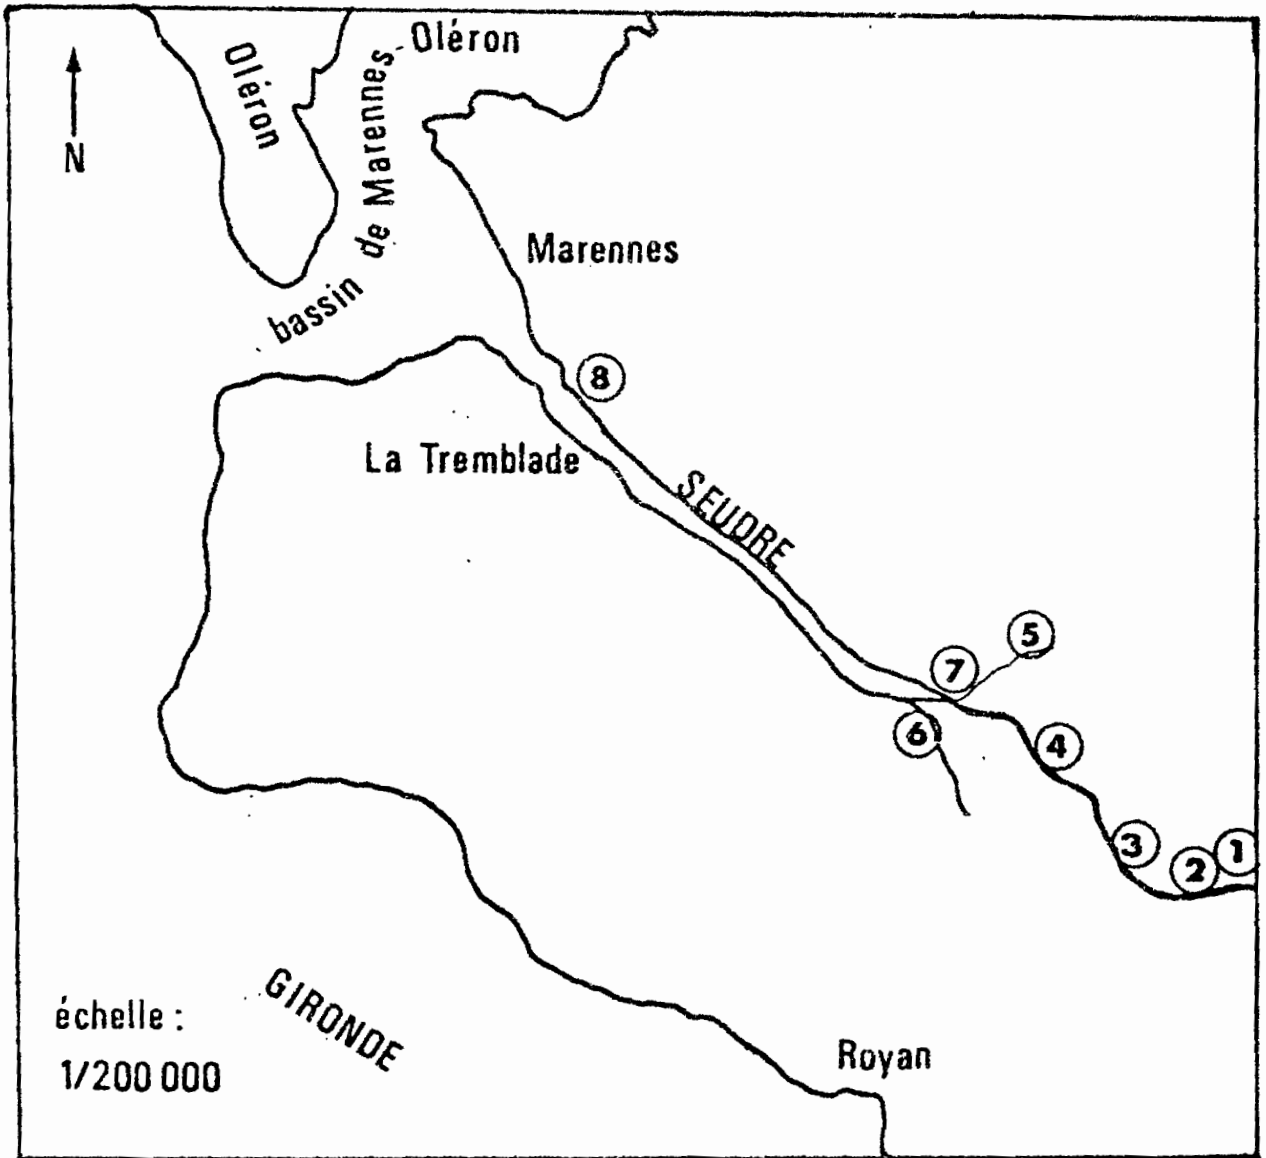 Oléron
bassin de Marennes-Oléron
N
Marennes
8
La Tremblade
SEUDRE
5
7
6
4
3
2
1
GIRONDE
échelle :
1/200 000
Royan